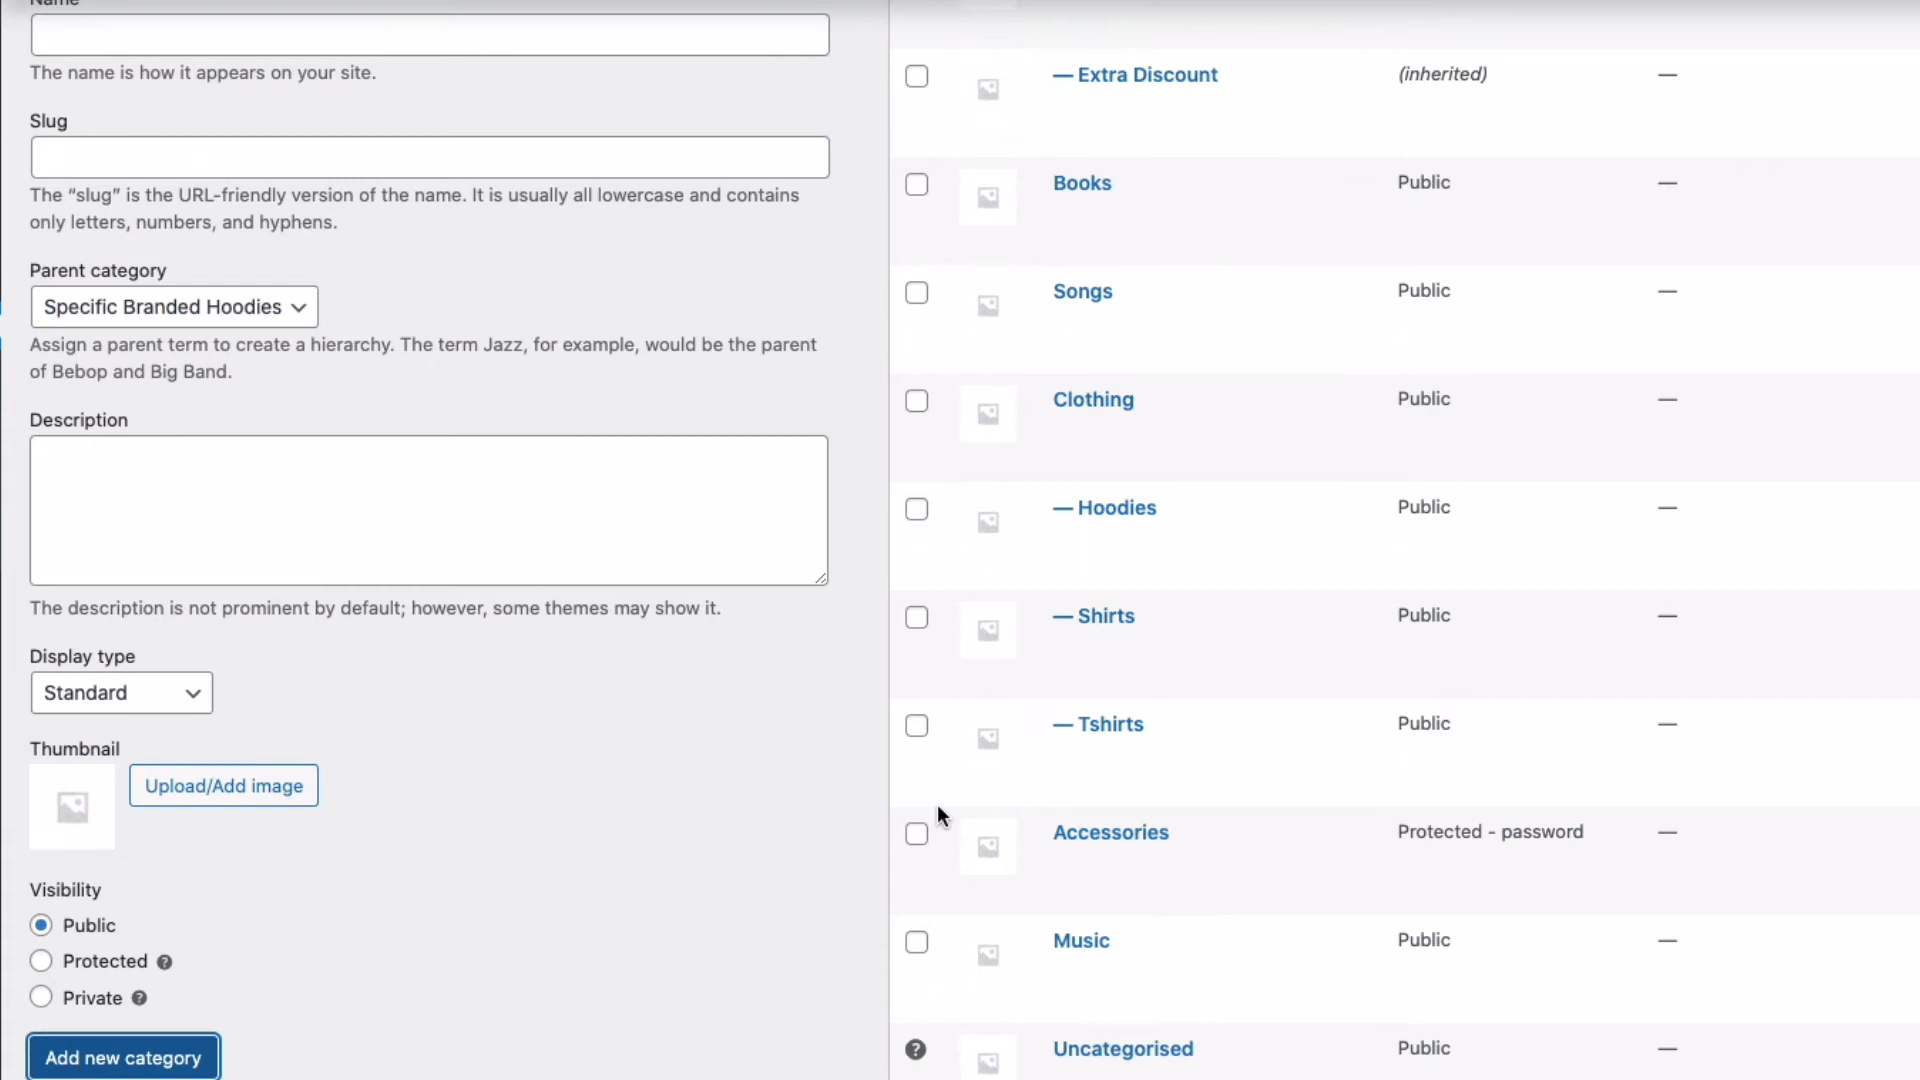 Name
The name is how it appears on your site.
Slug
The “slug” is the URL-friendly version of the name. It is usually all lowercase and contains
only letters, numbers, and hyphens.
Parent category
Specific Branded Hoodies
Assign a parent term to create a hierarchy. The term Jazz, for example, would be the parent
of Bebop and Big Band.
Description
The description is not prominent by default; however, some themes may show it.
Display type
Standard
Thumbnail
Upload/Add image
Visibility
Public
Protected ?
Private ?
Add new category
— Extra Discount (inherited) —
Books Public —
Songs Public —
Clothing Public —
— Hoodies Public —
— Shirts Public —
— Tshirts Public —
Accessories Protected - password —
Music Public —
? Uncategorised Public —